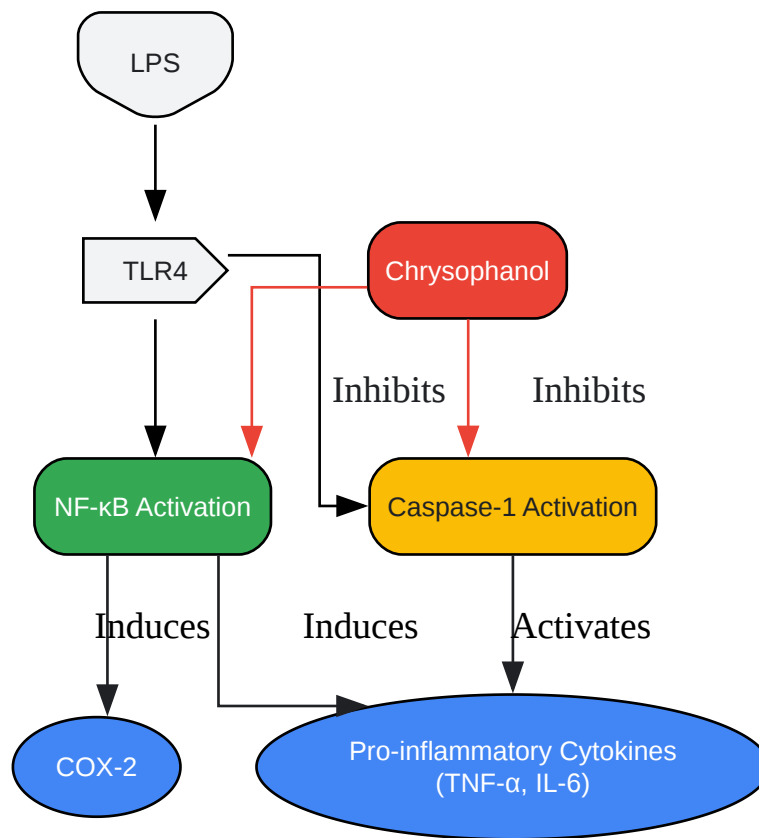 LPS
TLR4
Chrysophanol
Inhibits
Inhibits
NF-κB Activation
Caspase-1 Activation
Induces
Induces
Activates
COX-2
Pro-inflammatory Cytokines
(TNF-α, IL-6)